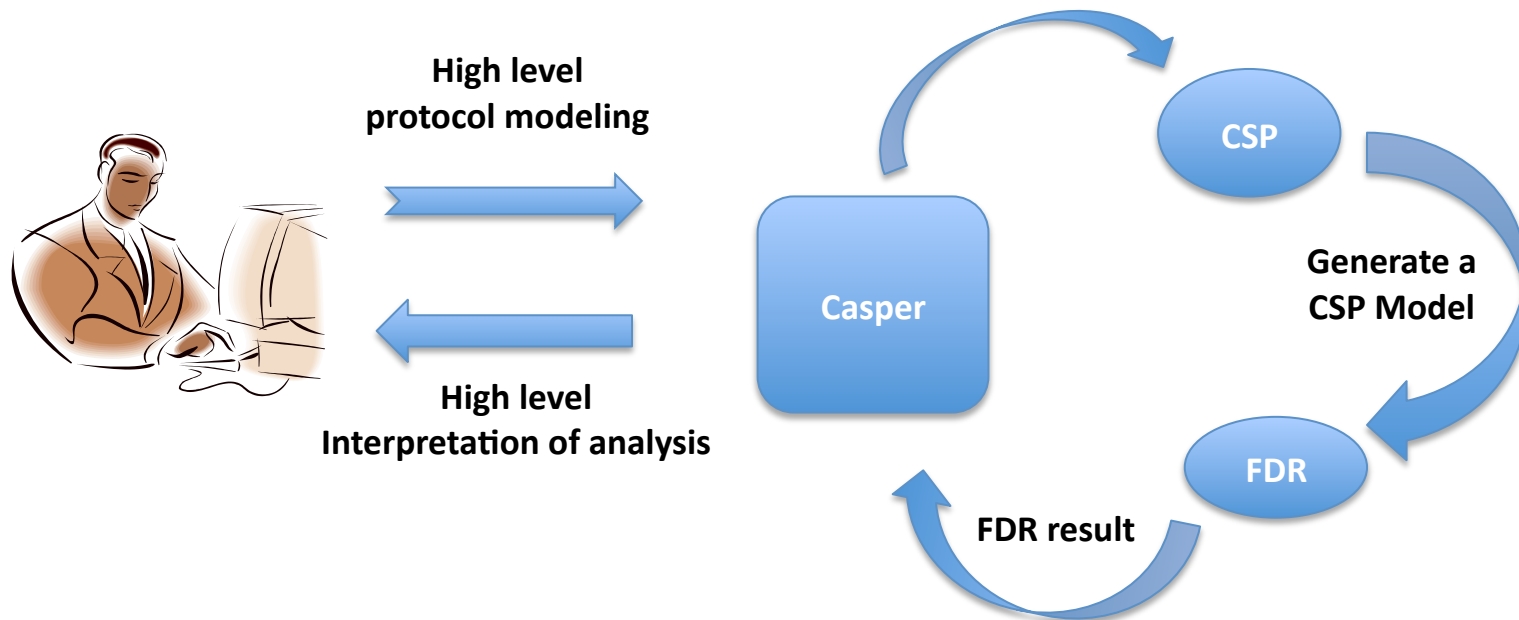 High level
protocol modeling
CSP
Generate a
CSP Model
Casper
High level
Interpretation of analysis
FDR
FDR result